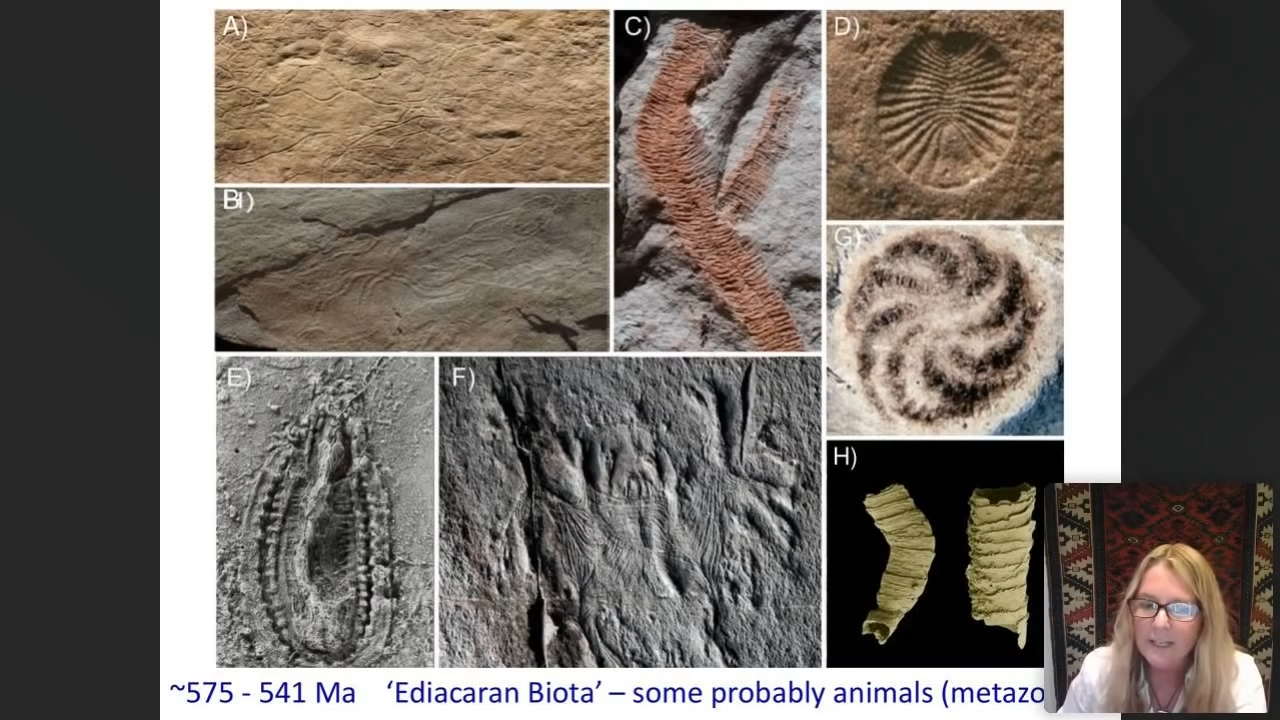 A)
B)
C)
D)
G)
E)
F)
H)
~575 - 541 Ma ‘Ediacaran Biota’ – some probably animals (metazo